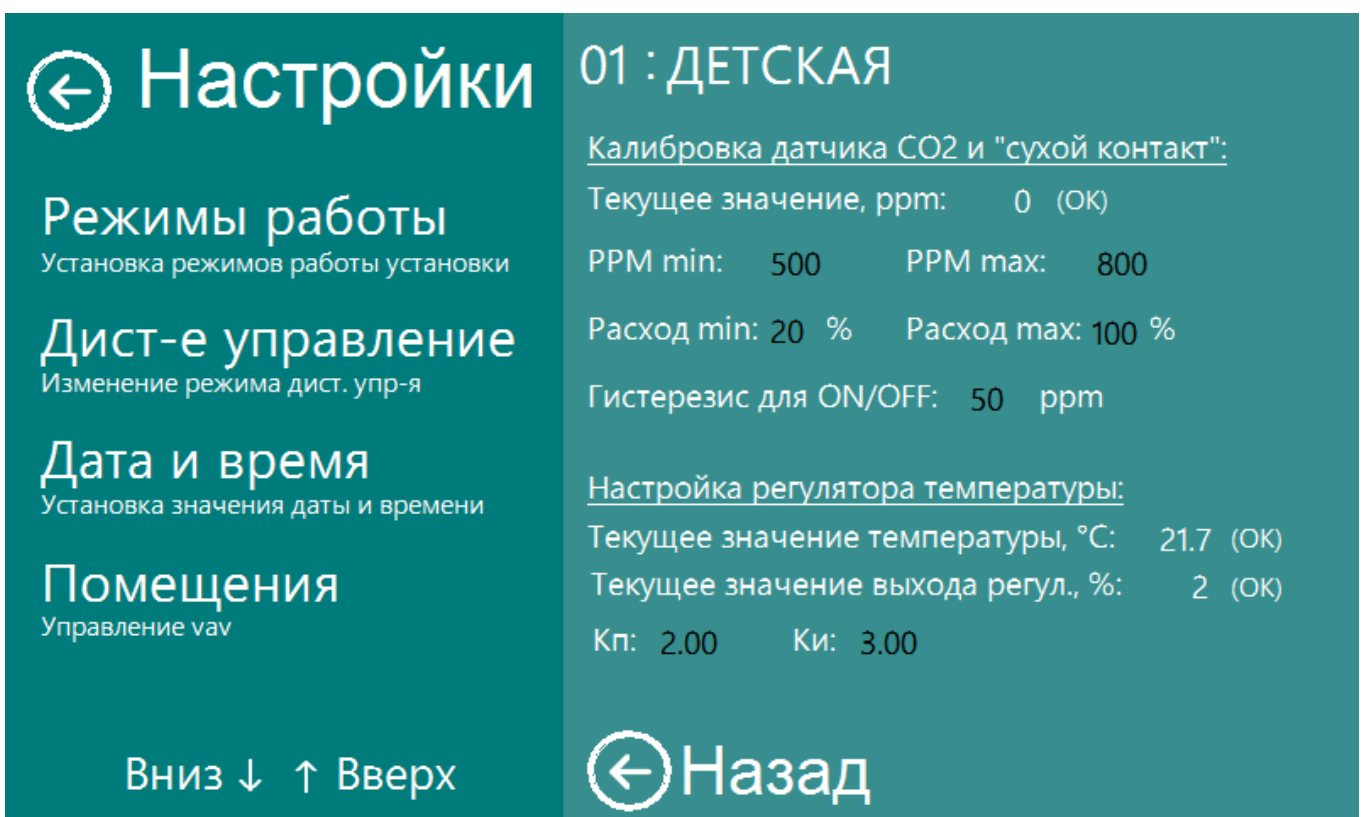 Настройки
Режимы работы
Установка режимов работы установки
Дист-е управление
Изменение режима дист. упр-я
Дата и время
Установка значения даты и времени
Помещения
Управление vav
Вниз ↓ ↑ Вверх
01 : ДЕТСКАЯ
Калибровка датчика CO2 и "сухой контакт":
Текущее значение, ppm: 0 (OK)
PPM min: 500 PPM max: 800
Расход min: 20 % Расход max: 100 %
Гистерезис для ON/OFF: 50 ppm
Настройка регулятора температуры:
Текущее значение температуры, °C: 21.7 (OK)
Текущее значение выхода регул., %: 2 (OK)
Кп: 2.00 Ки: 3.00
Назад